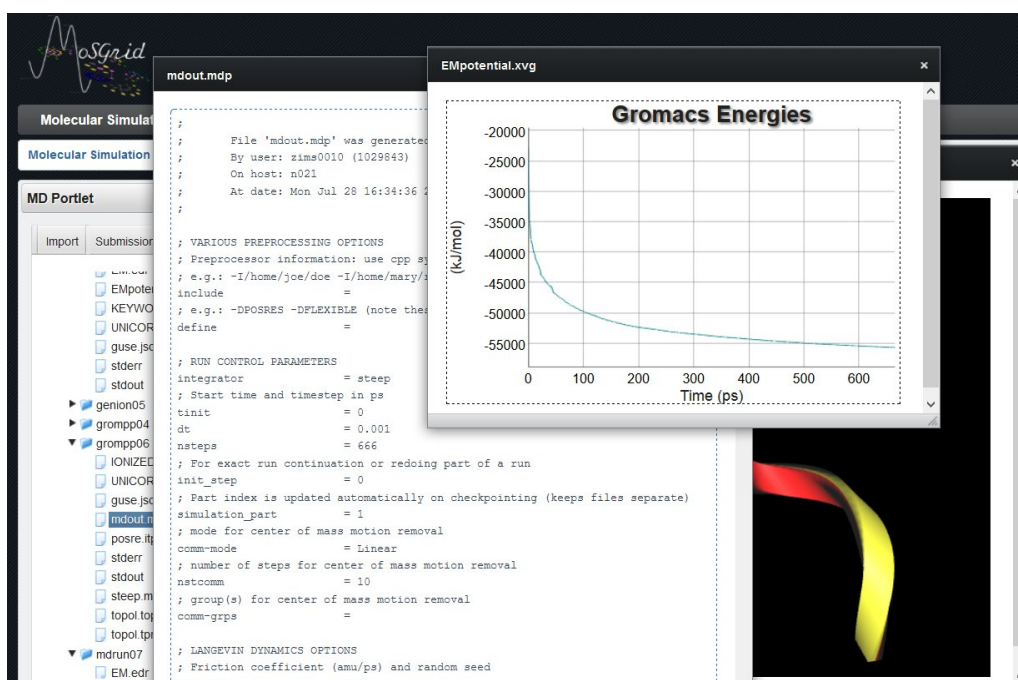 MoSGrid
Molecular Simulat
Molecular Simulation
MD Portlet
Import Submission
EM.edr
EMpoter
KEYWO
UNICOR
guse.jsc
stderr
stdout
genion05
grompp04
grompp06
IONIZED
UNICOR
guse.jsc
mdout.m
posre.itp
stderr
stdout
steep.m
topol.top
topol.tpr
mdrun07
EM.edr
mdout.mdp
;
; File 'mdout.mdp' was generated
; By user: zims0010 (1029843)
; On host: n021
; At date: Mon Jul 28 16:34:36 2
;
; VARIOUS PREPROCESSING OPTIONS
; Preprocessor information: use cpp sy
; e.g.: -I/home/joe/doe -I/home/mary/
include =
; e.g.: -DPOSRES -DFLEXIBLE (note thes
define =
; RUN CONTROL PARAMETERS
integrator = steep
; Start time and timestep in ps
tinit = 0
dt = 0.001
nsteps = 666
; For exact run continuation or redoing part of a run
init_step = 0
; Part index is updated automatically on checkpointing (keeps files separate)
simulation_part = 1
; mode for center of mass motion removal
comm-mode = Linear
; number of steps for center of mass motion removal
nstcomm = 10
; group(s) for center of mass motion removal
comm-grps =
; LANGEVIN DYNAMICS OPTIONS
; Friction coefficient (amu/ps) and random seed
EMpotential.xvg
×
Gromacs Energies
-20000
-25000
-30000
-35000
-40000
-45000
-50000
-55000
(kJ/mol)
0 100 200 300 400 500 600
Time (ps)
×